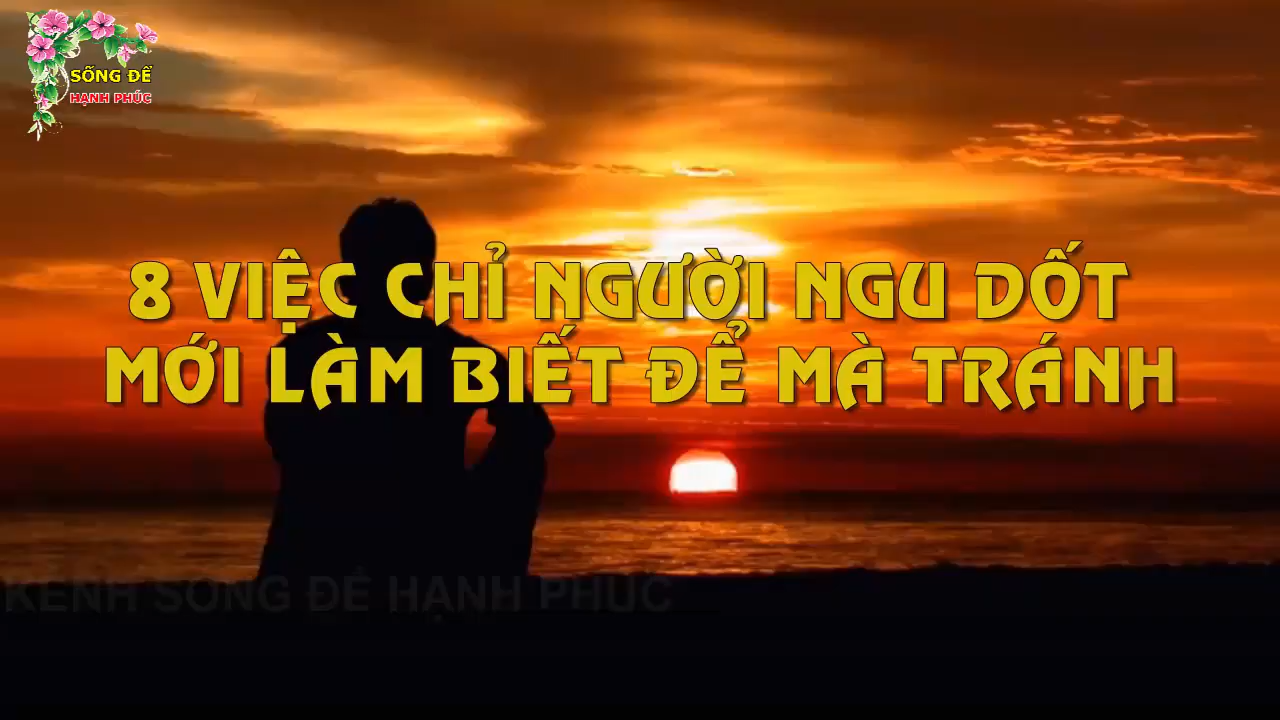 SỐNG ĐỂ
HẠNH PHÚC
8 VIỆC CHỈ NGƯỜI NGU DỐT
MỚI LÀM BIẾT ĐỂ MÀ TRÁNH
KÊNH SỐNG ĐỂ HẠNH PHÚC